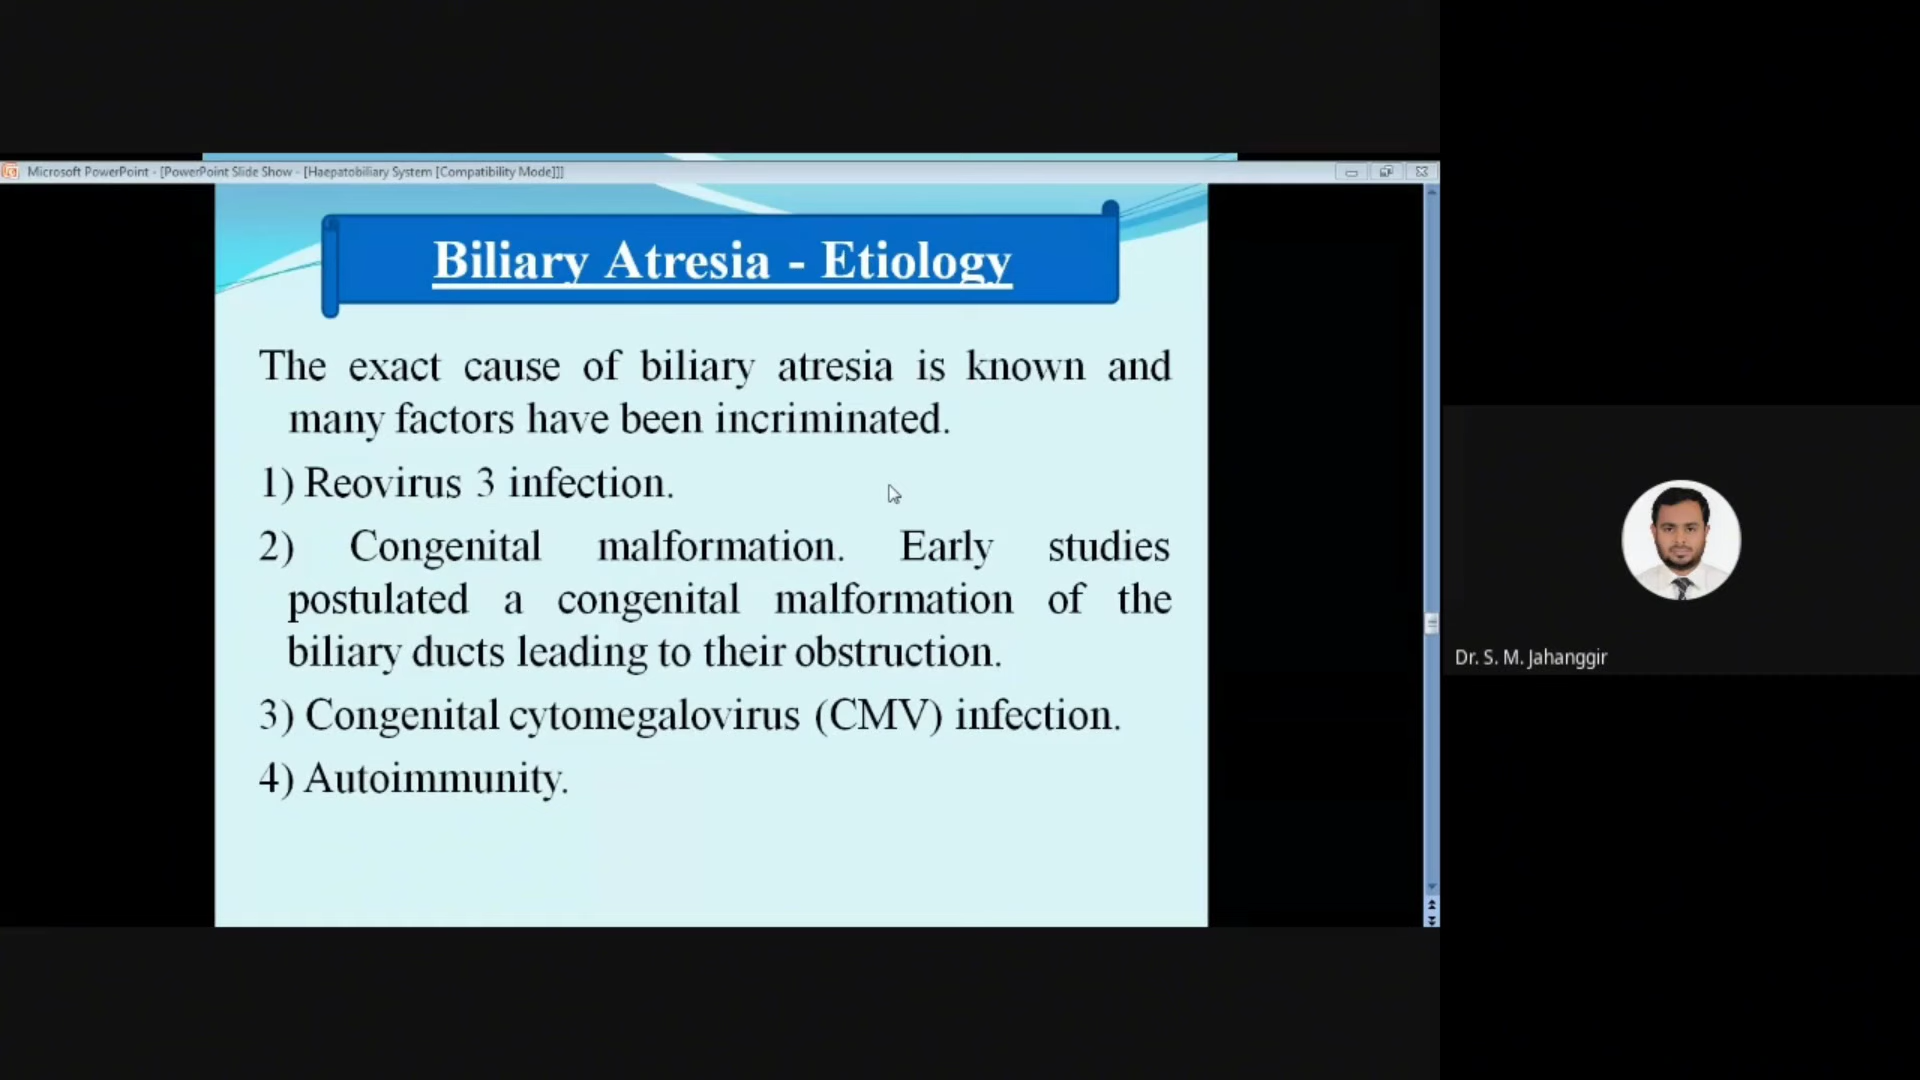 Microsoft PowerPoint - [PowerPoint Slide Show - [Haepatobiliary System [Compatibility Mode]]]
Biliary Atresia - Etiology
The exact cause of biliary atresia is known and
many factors have been incriminated.
1) Reovirus 3 infection.
2) Congenital malformation. Early studies
postulated a congenital malformation of the
biliary ducts leading to their obstruction.
3) Congenital cytomegalovirus (CMV) infection.
4) Autoimmunity.
Dr. S. M. Jahanggir